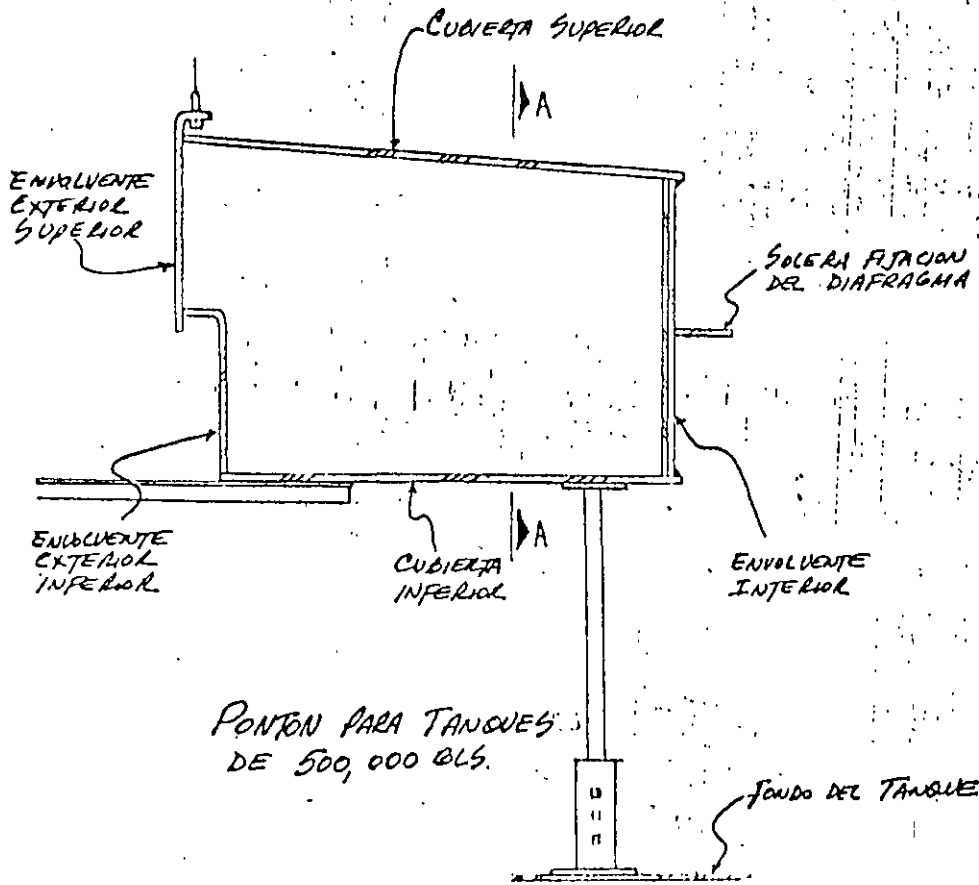 CUBIERTA SUPERIOR
A
ENVOLVENTE
EXTERIOR
SUPERIOR
SOLERA FIJACION
DEL DIAFRAGMA
ENVOLVENTE
EXTERIOR
INFERIOR
CUBIERTA
INFERIOR
A
ENVOLVENTE
INTERIOR
PONTON PARA TANQUES
DE 500,000 BLS.
FONDO DEL TANQUE